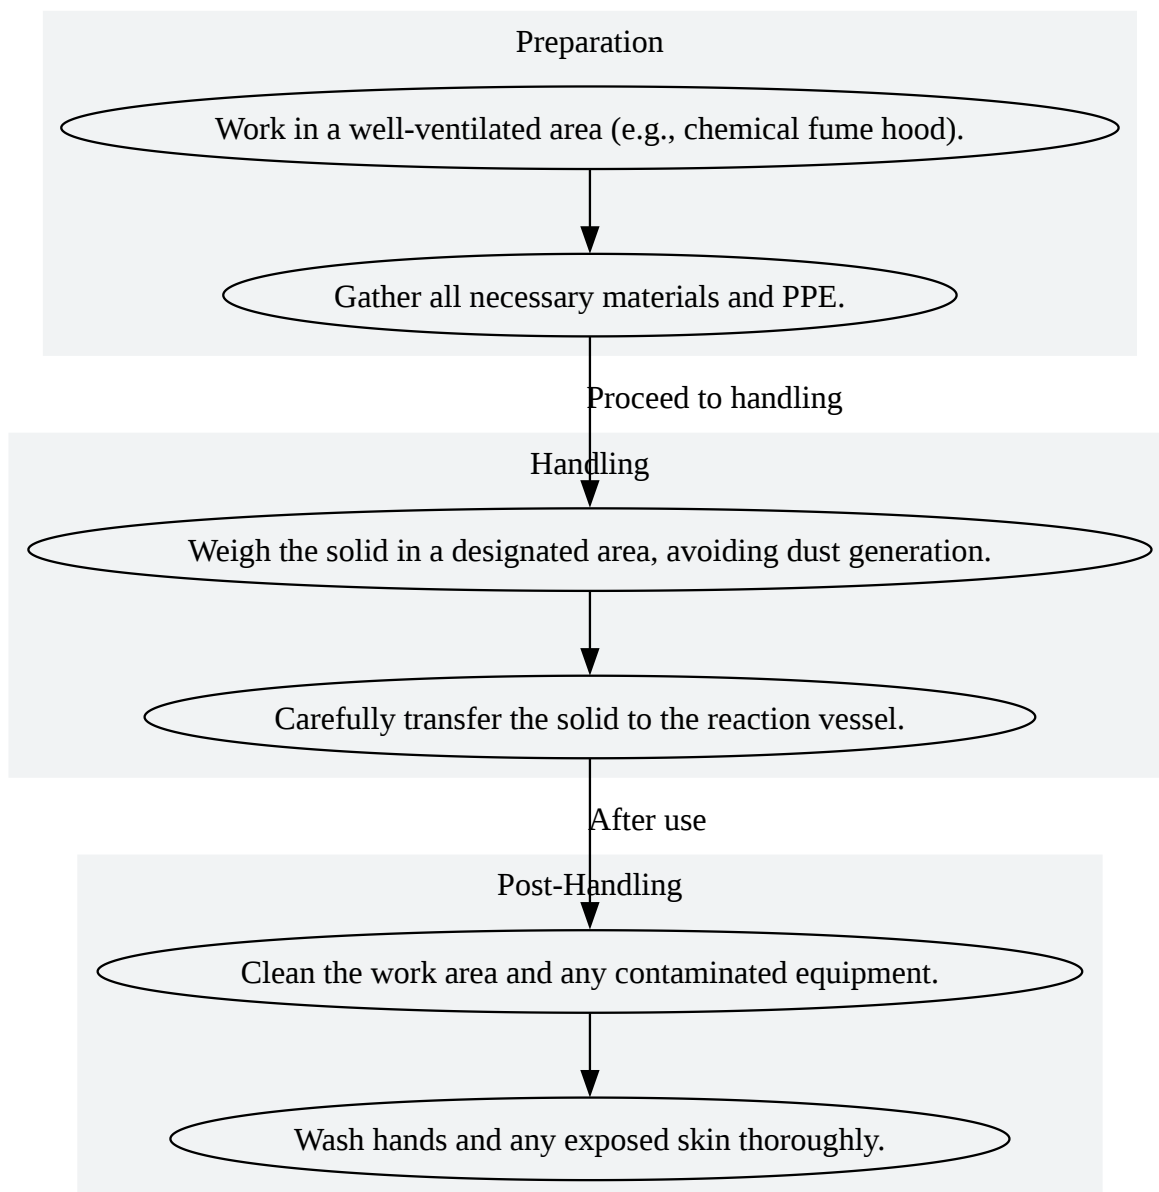 Preparation
Work in a well-ventilated area (e.g., chemical fume hood).
Gather all necessary materials and PPE.
Proceed to handling
Handling
Weigh the solid in a designated area, avoiding dust generation.
Carefully transfer the solid to the reaction vessel.
After use
Post-Handling
Clean the work area and any contaminated equipment.
Wash hands and any exposed skin thoroughly.